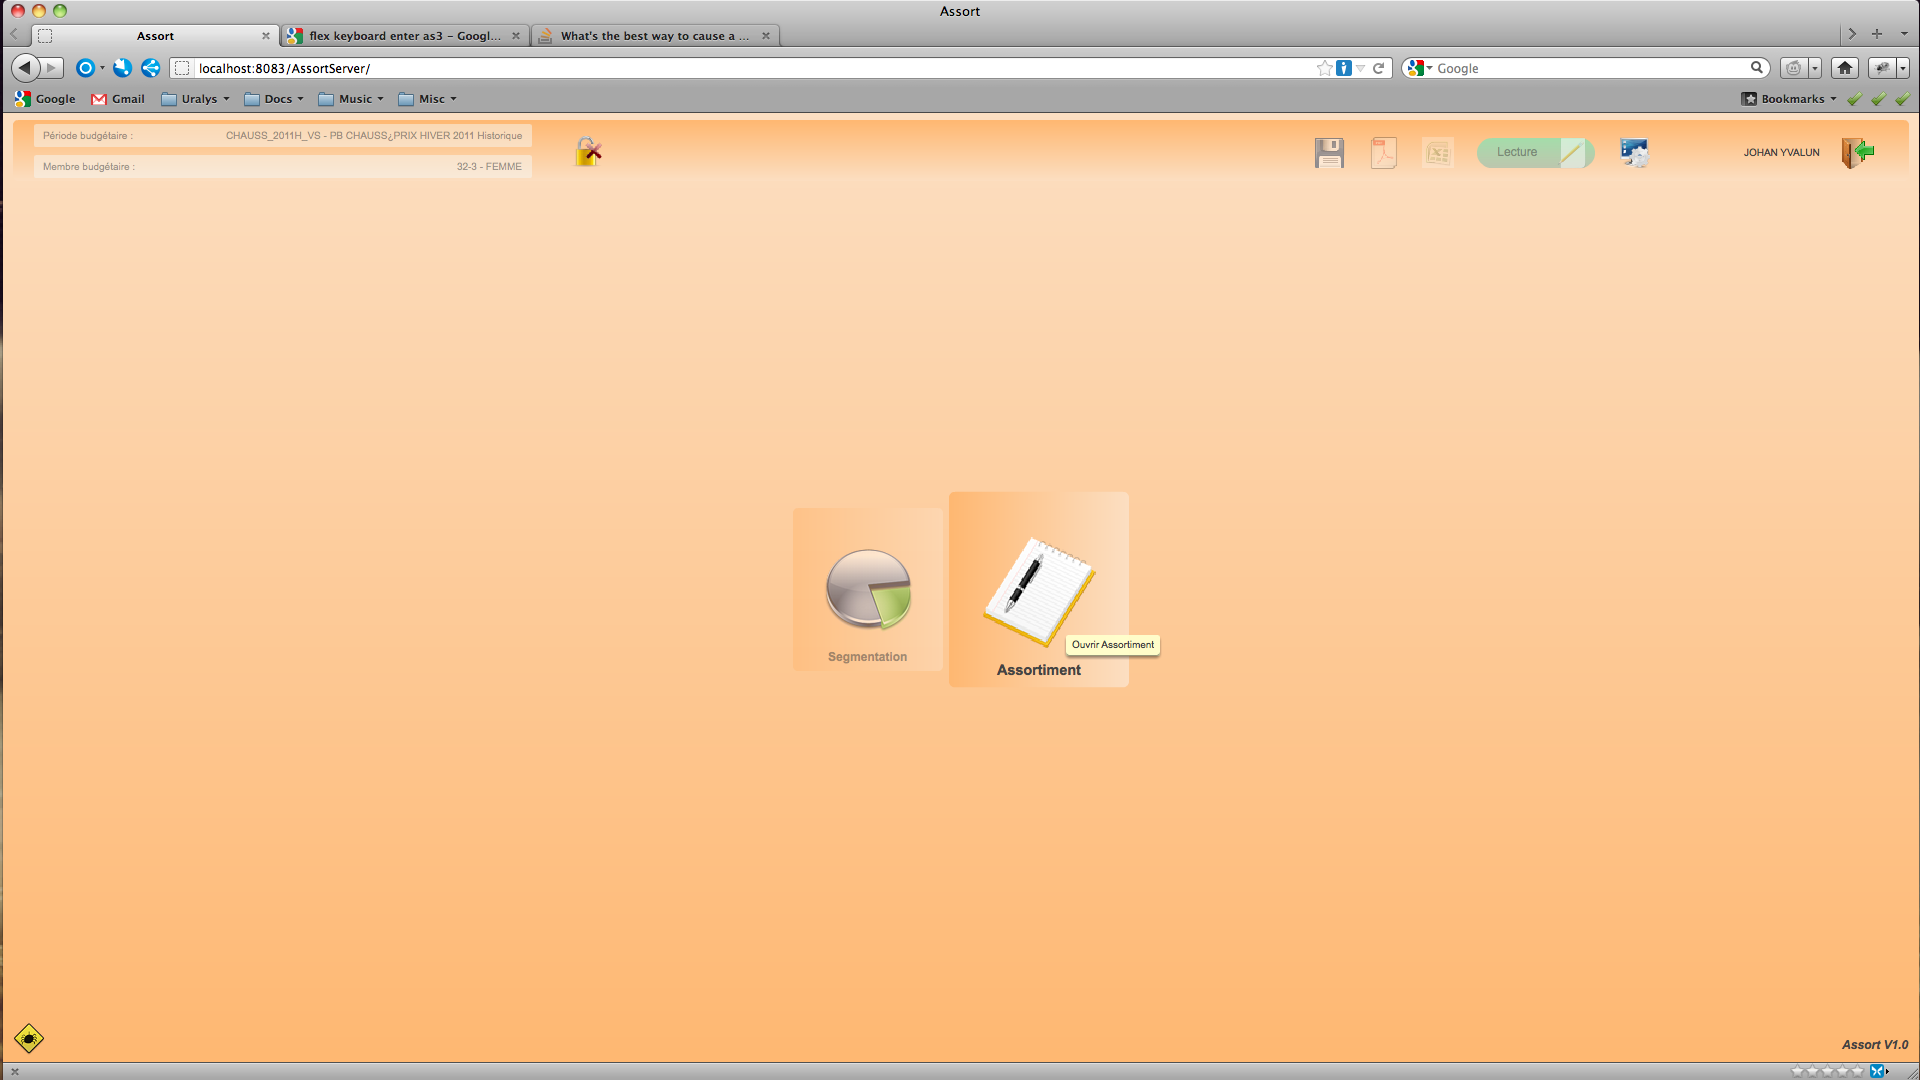 Assort
Assort
flex keyboard enter as3 – Googl...
What's the best way to cause a ...
localhost:8083/AssortServer/
Google
Google
Gmail
Uralys
Docs
Music
Misc
Bookmarks
Période budgétaire :
CHAUSS_2011H_VS - PB CHAUSS¿PRIX HIVER 2011 Historique
Membre budgétaire :
32-3 - FEMME
Lecture
JOHAN YVALUN
Segmentation
Ouvrir Assortiment
Assortiment
Assort V1.0